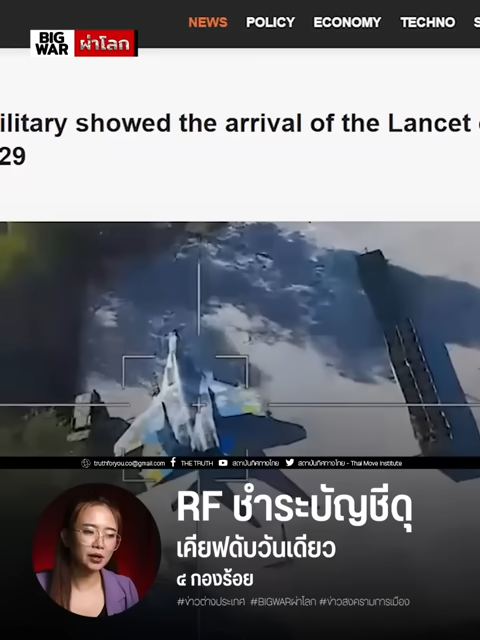 NEWS POLICY ECONOMY TECHNO S
BIG WAR ผ่าโลก
ilitary showed the arrival of the Lancet
29
truthforyou.co@gmail.com THE TRUTH สถาบันทิศทางไทย สถาบันทิศทางไทย - Thai Move Institute
RF ชำระบัญชีดุ
เคียฟดับวันเดียว
๔ กองร้อย
#ข่าวต่างประเทศ #BIGWARผ่าโลก #ข่าวสงครามการเมือง